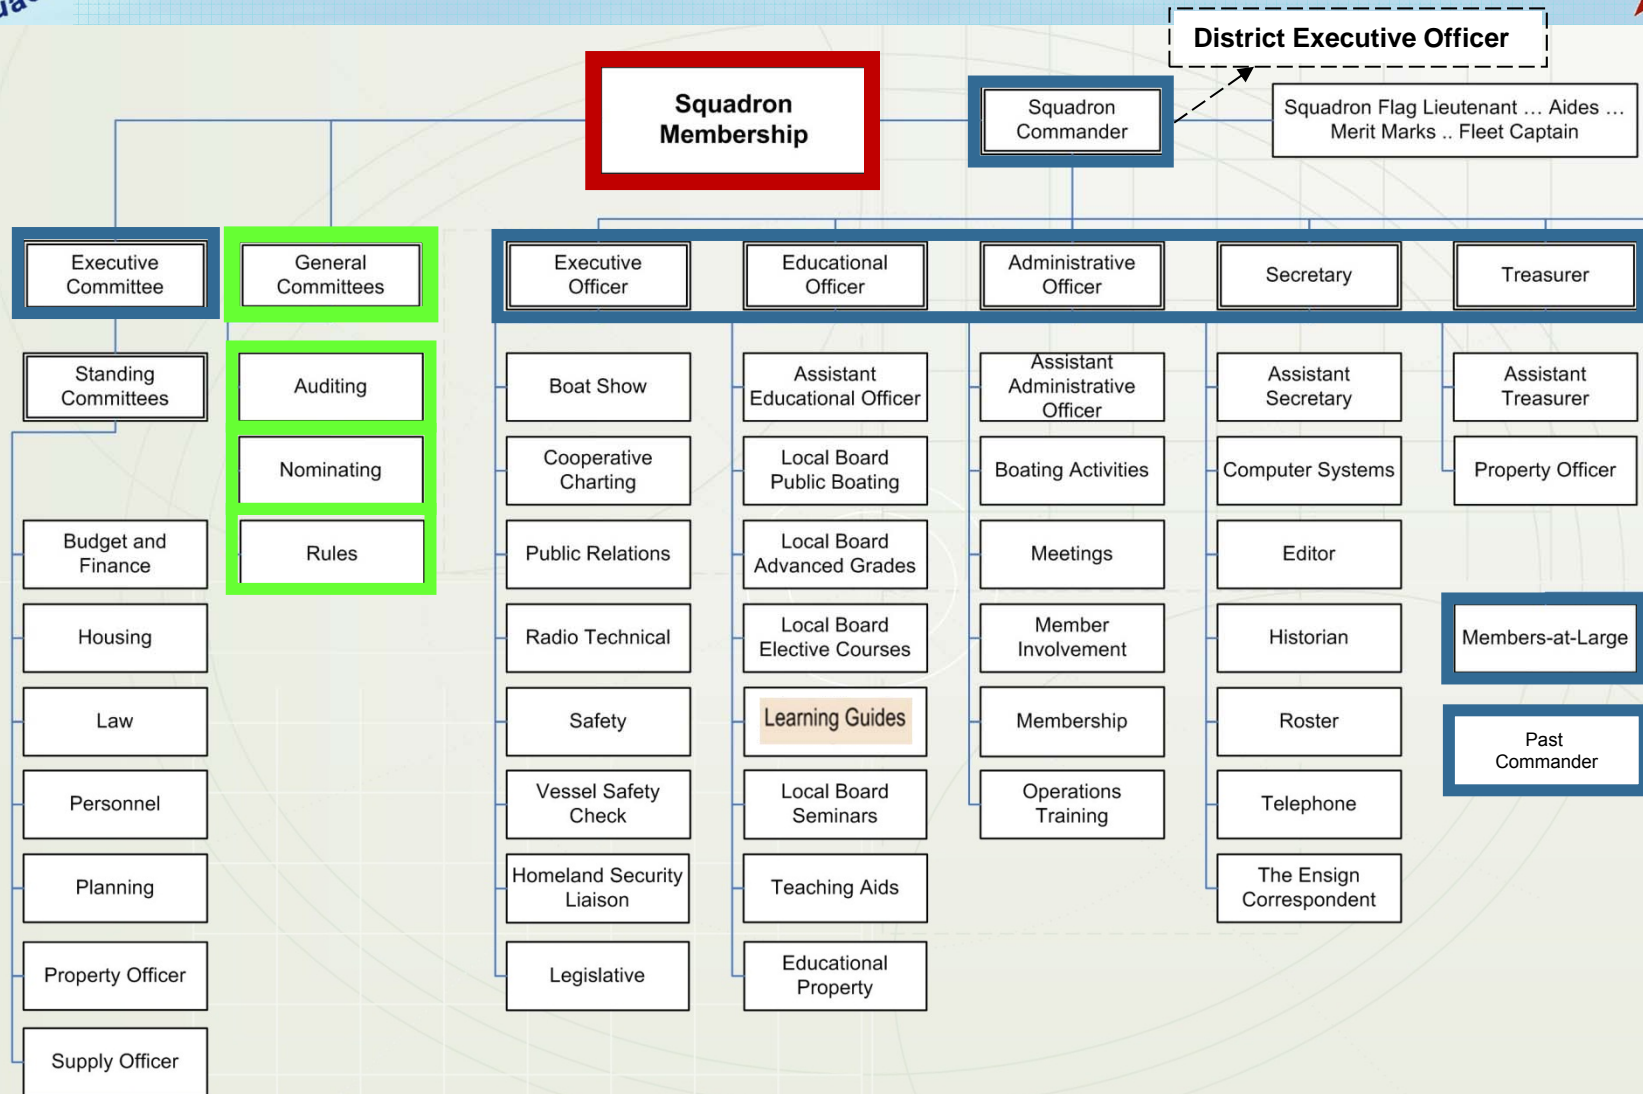 District Executive Officer
Squadron
Membership
Squadron
Commander
Squadron Flag Lieutenant ... Aides ...
Merit Marks .. Fleet Captain
Executive
Committee
General
Committees
Executive
Officer
Educational
Officer
Administrative
Officer
Secretary
Treasurer
Standing
Committees
Budget and
Finance
Housing
Law
Personnel
Planning
Property Officer
Supply Officer
Auditing
Nominating
Rules
Boat Show
Cooperative
Charting
Public Relations
Radio Technical
Safety
Vessel Safety
Check
Homeland Security
Liaison
Legislative
Assistant
Educational Officer
Local Board
Public Boating
Local Board
Advanced Grades
Local Board
Elective Courses
Learning Guides
Local Board
Seminars
Teaching Aids
Educational
Property
Assistant
Administrative
Officer
Boating Activities
Meetings
Member
Involvement
Membership
Operations
Training
Assistant
Secretary
Computer Systems
Editor
Historian
Roster
Telephone
The Ensign
Correspondent
Assistant
Treasurer
Property Officer
Members-at-Large
Past
Commander